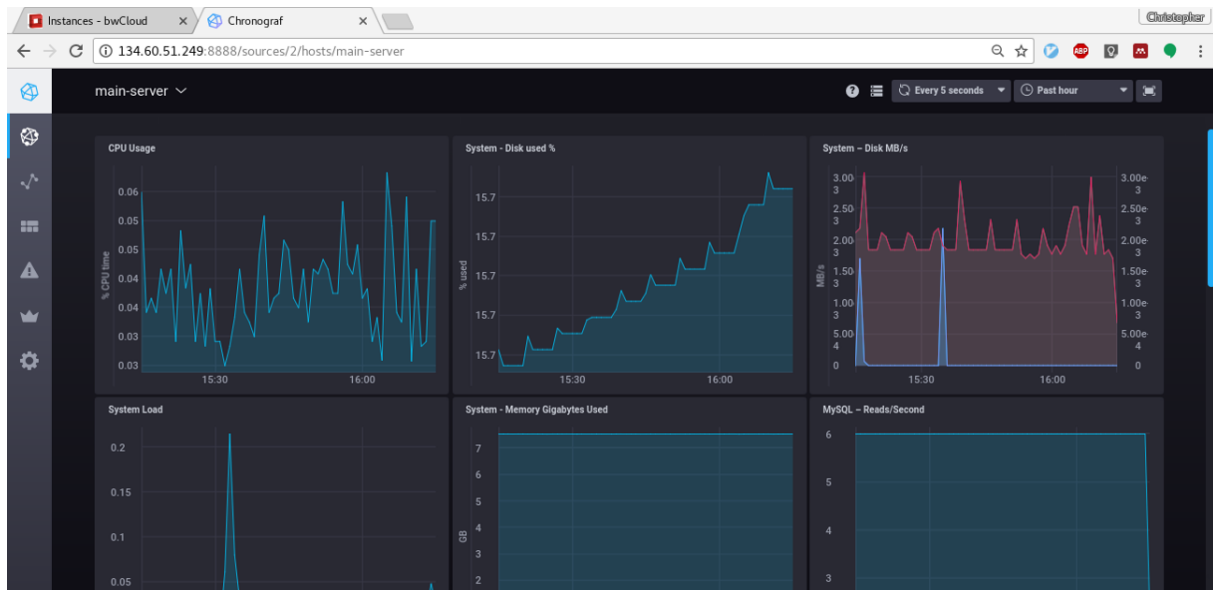 Instances - bwCloud
Chronograf
Christopher
134.60.51.249:8888/sources/2/hosts/main-server
ABP
main-server
Every 5 seconds
Past hour
CPU Usage
% CPU time
0.06
0.05
0.05
0.04
0.04
0.03
0.03
15:30
16:00
System - Disk used %
% used
15.7
15.7
15.7
15.7
15.7
15:30
16:00
System – Disk MB/s
MB/s
3.00
3
2.50
3
2.00
3
1.50
3
1.00
3
5.00
4
0
3.00e-
3
2.50e-
3
2.00e-
3
1.50e-
3
1.00e-
3
5.00e-
4
0
15:30
16:00
System Load
0.2
0.15
0.1
0.05
System - Memory Gigabytes Used
GB
7
6
5
4
3
2
MySQL – Reads/Second
6
5
4
3